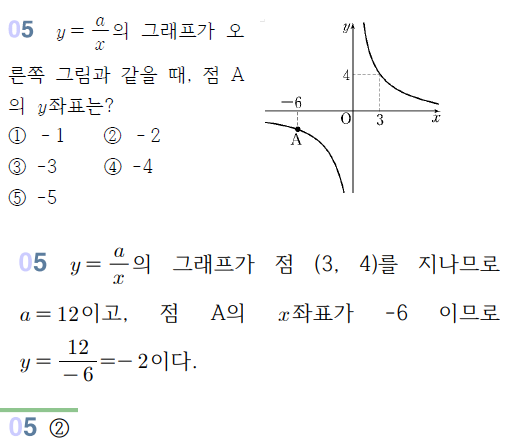 05 y = a/x의 그래프가 오
른쪽 그림과 같을 때, 점 A
의 y좌표는?
① -1 ② -2
③ -3 ④ -4
⑤ -5
y
4
-6
O 3 x
A
05 y = a/x의 그래프가 점 (3, 4)를 지나므로
a = 12이고, 점 A의 x좌표가 -6 이므로
y = 12/-6 = -2이다.
05 ②